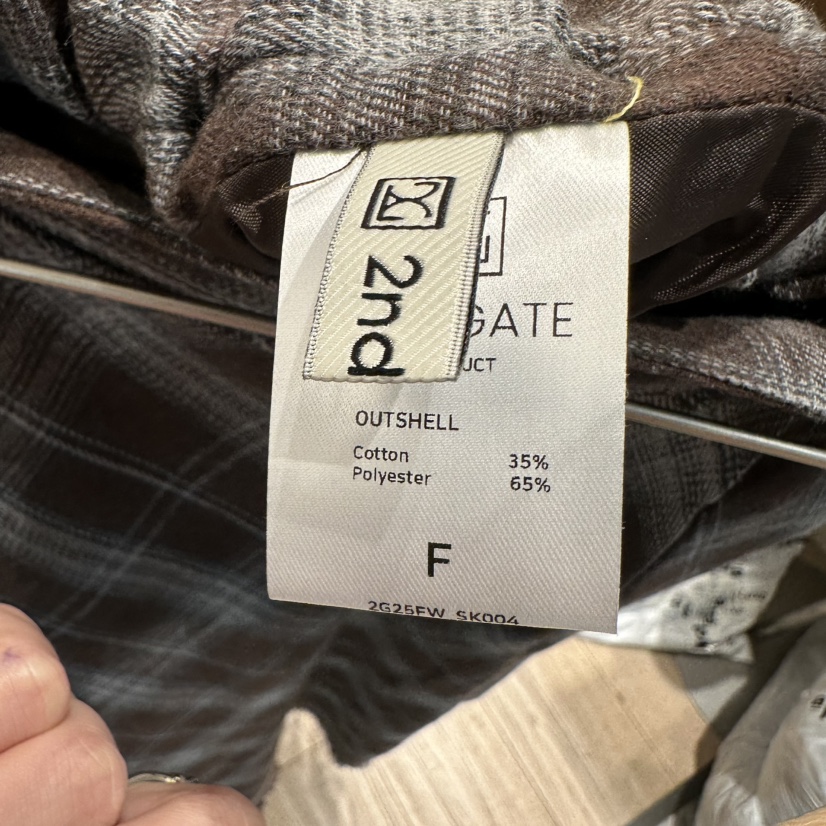 2nd
GATE
UCT
OUTSHELL
Cotton 35%
Polyester 65%
F
2G25FW_SK004